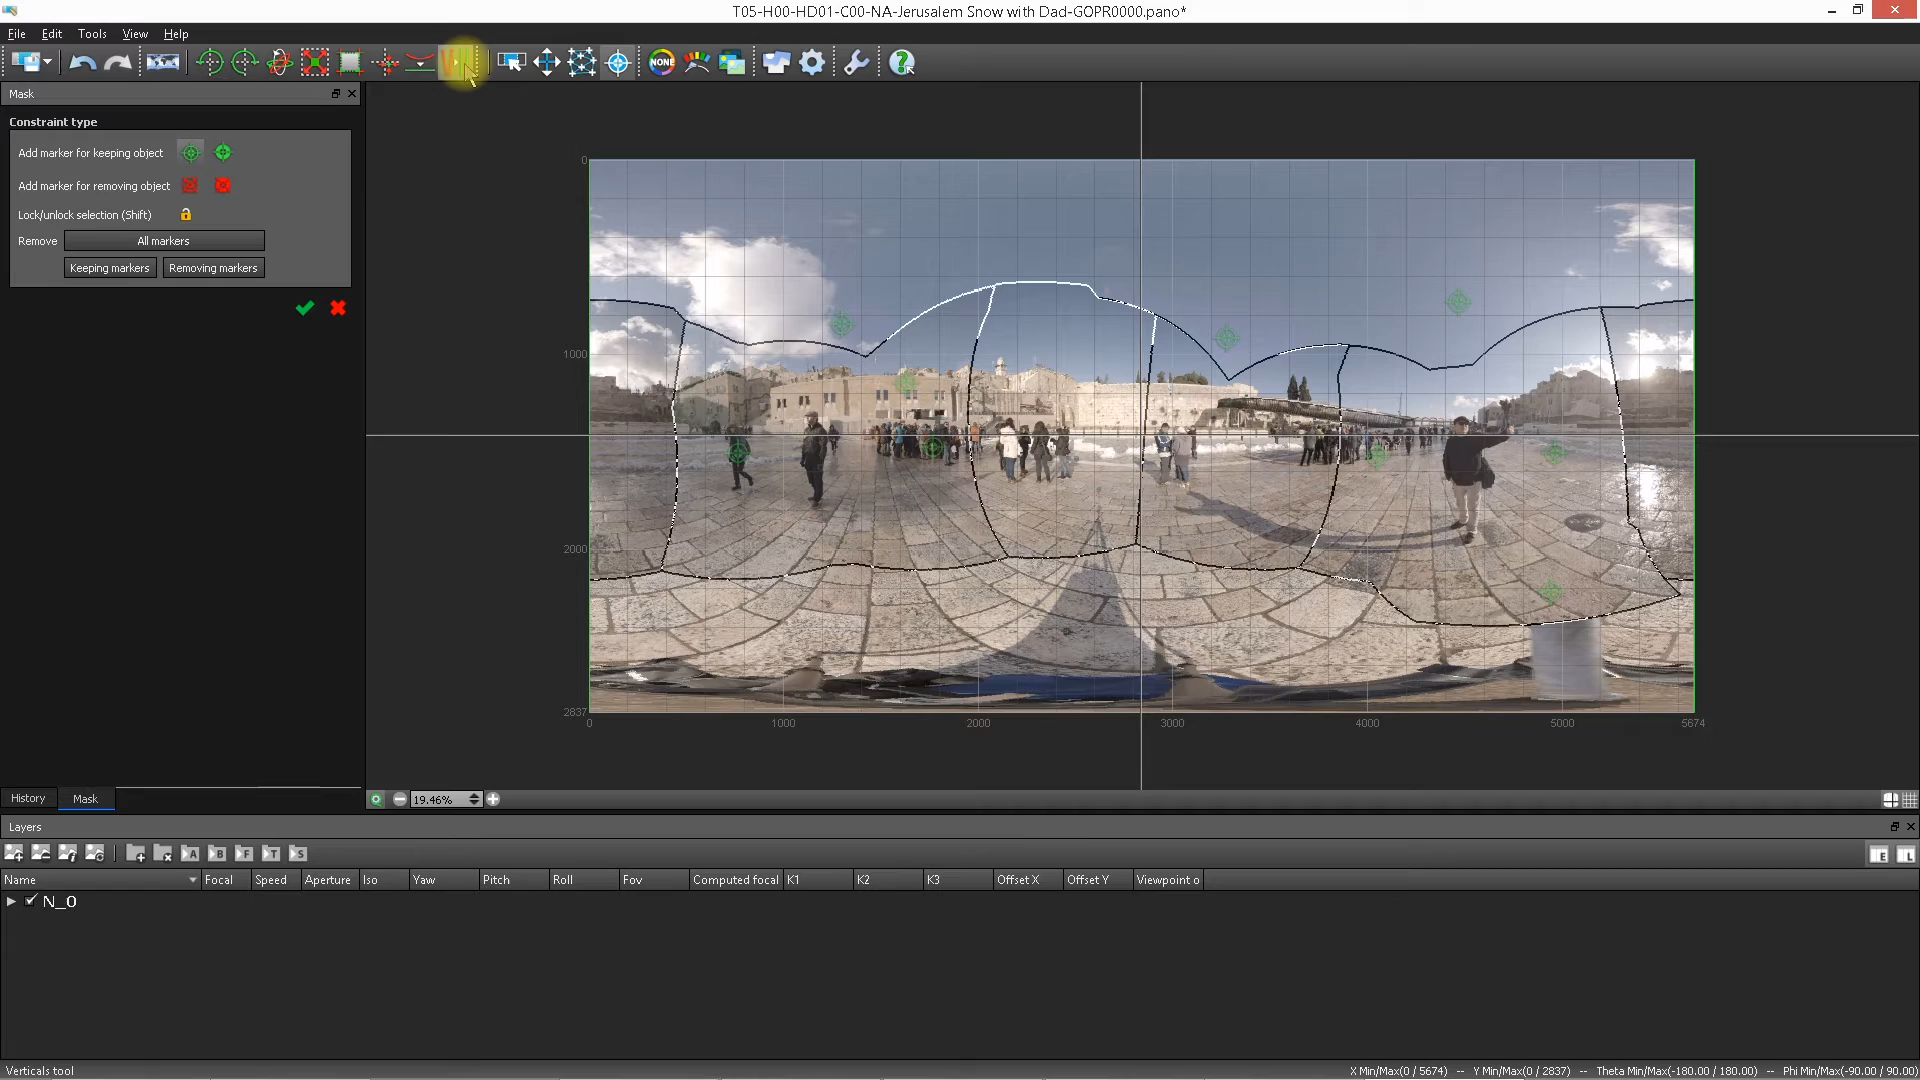 T05-H00-HD01-C00-NA-Jerusalem Snow with Dad-GOPR0000.pano*
File Edit Tools View Help
NONE
Mask
Constraint type
Add marker for keeping object
Add marker for removing object
Lock/unlock selection (Shift)
Remove All markers
Keeping markers Removing markers
0
1000
2000
2837
0 1000 2000 3000 4000 5000 5674
History Mask
19.46%
Layers
A B F T S
E L
Name Focal Speed Aperture Iso Yaw Pitch Roll Fov Computed focal K1 K2 K3 Offset X Offset Y Viewpoint o
N_0
Verticals tool
X Min/Max(0 / 5674) -- Y Min/Max(0 / 2837) -- Theta Min/Max(-180.00 / 180.00) -- Phi Min/Max(-90.00 / 90.00)